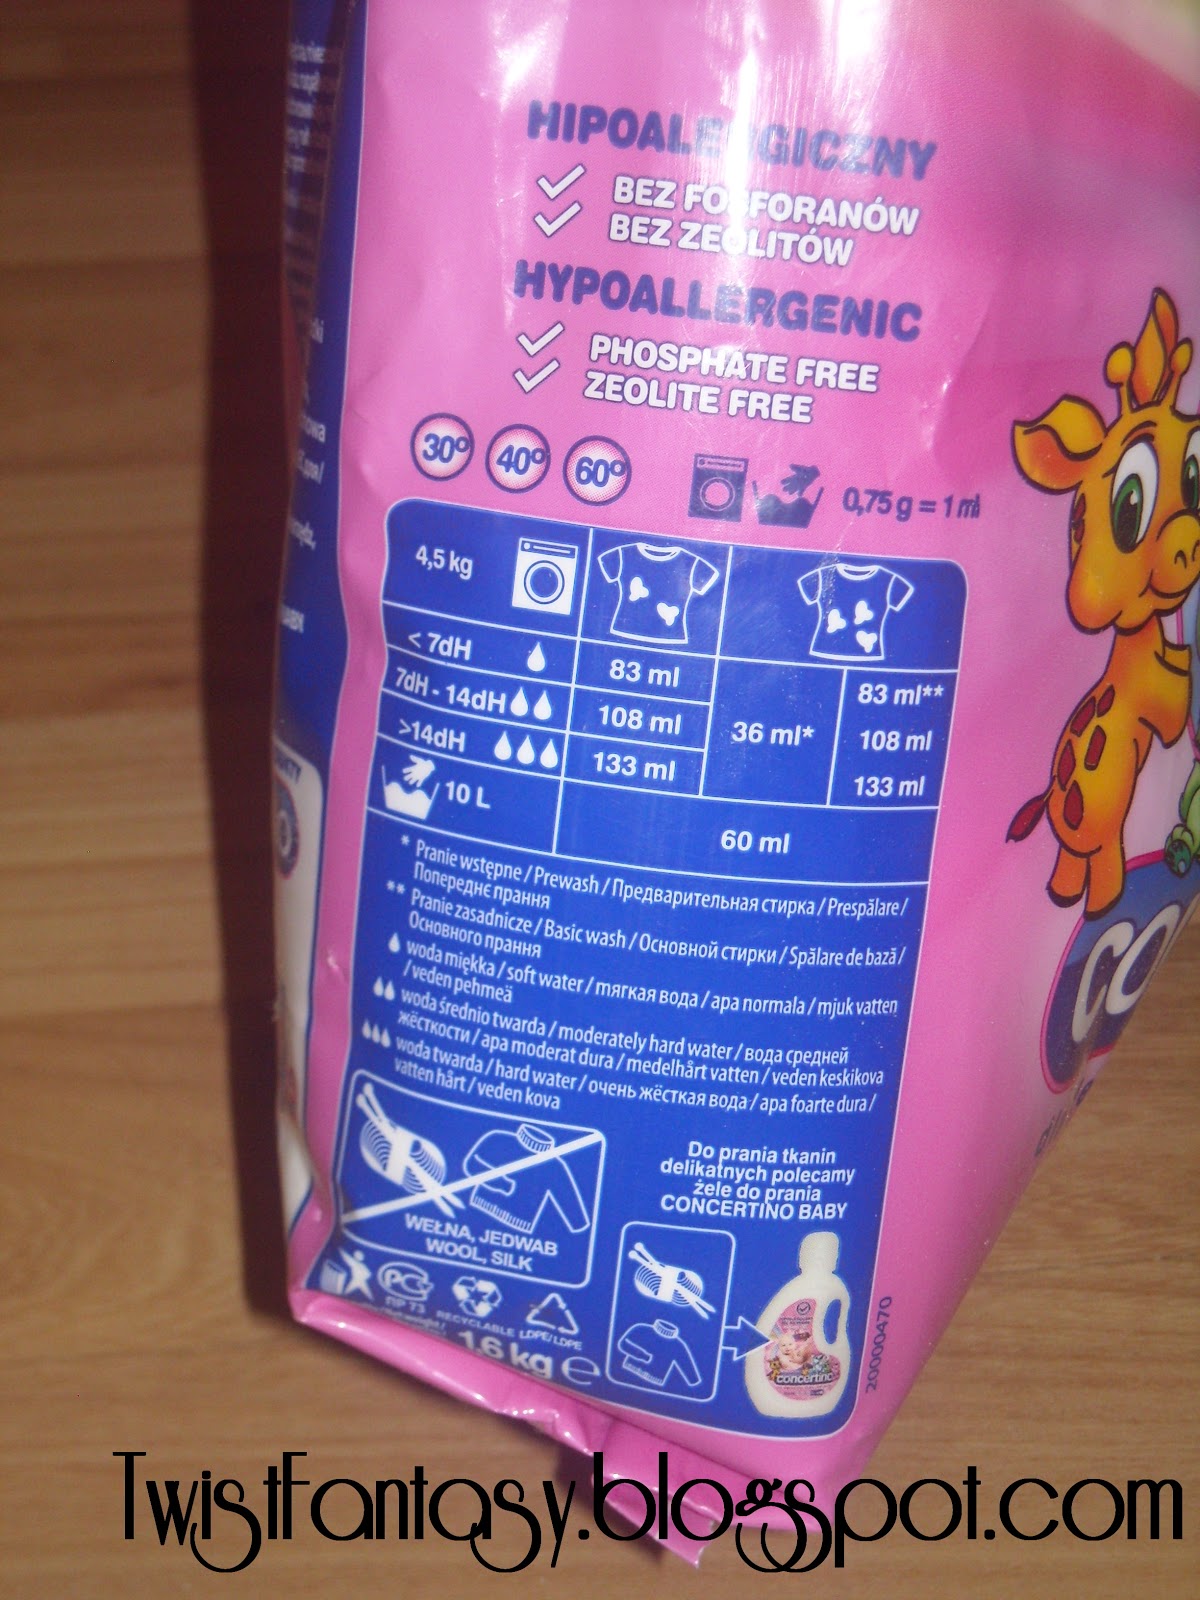 HIPOALERGICZNY
BEZ FOSFORANÓW
BEZ ZEOLITÓW
HYPOALLERGENIC
PHOSPHATE FREE
ZEOLITE FREE
30° 40° 60° 0,75 g = 1 ml
4,5 kg
< 7dH 83 ml 83 ml**
7dH - 14dH 108 ml 36 ml* 108 ml
>14dH 133 ml 133 ml
10 L 60 ml
* Pranie wstępne / Prewash / Предварительная стирка / Prespălare /
Попереднє прання
** Pranie zasadnicze / Basic wash / Основной стирки / Spălare de bază /
Основного прання
woda miękka / soft water / мягкая вода / apa normala / mjuk vatten
/ veden pehmeä
woda średnio twarda / moderately hard water / вода средней
жёсткости / apa moderat dura / medelhårt vatten / veden keskikova
woda twarda / hard water / очень жёсткая вода / apa foarte dura /
vatten hårt / veden kova
WEŁNA, JEDWAB
WOOL, SILK
Do prania tkanin
delikatnych polecamy
żele do prania
CONCERTINO BABY
ПР 73
RECYCLABLE LDPE/LDPE
1,6 kg e
concertino
20000470
TwistFantasy.blogspot.com